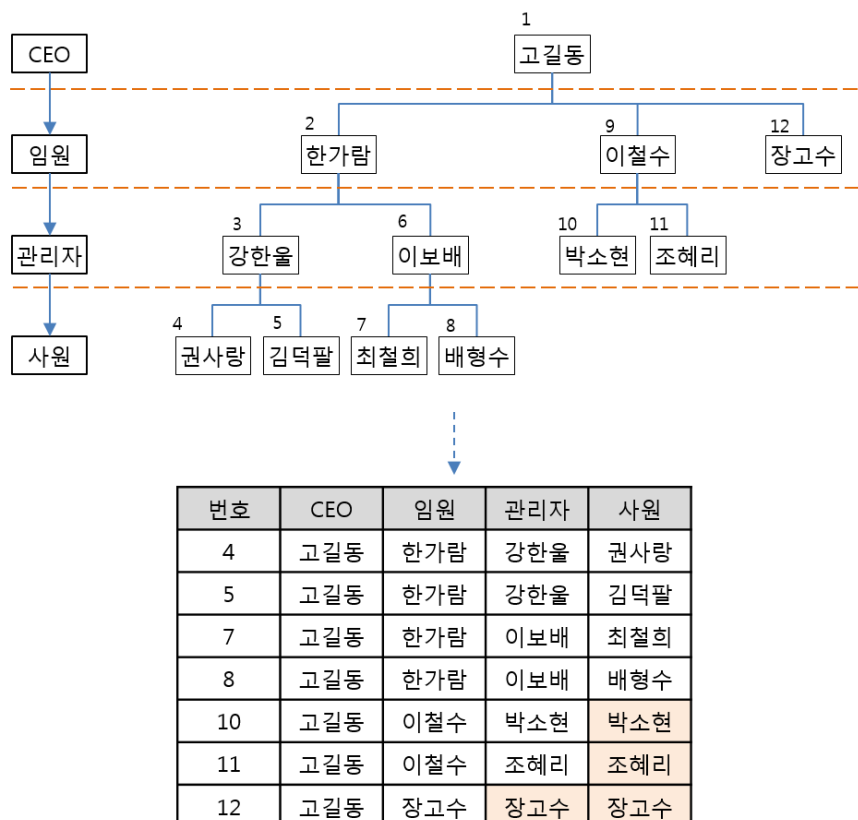 1
CEO 고길동
2 9 12
임원 한가람 이철수 장고수
3 6 10 11
관리자 강한울 이보배 박소현 조혜리
4 5 7 8
사원 권사랑 김덕팔 최철희 배형수
번호 CEO 임원 관리자 사원
4 고길동 한가람 강한울 권사랑
5 고길동 한가람 강한울 김덕팔
7 고길동 한가람 이보배 최철희
8 고길동 한가람 이보배 배형수
10 고길동 이철수 박소현 박소현
11 고길동 이철수 조혜리 조혜리
12 고길동 장고수 장고수 장고수